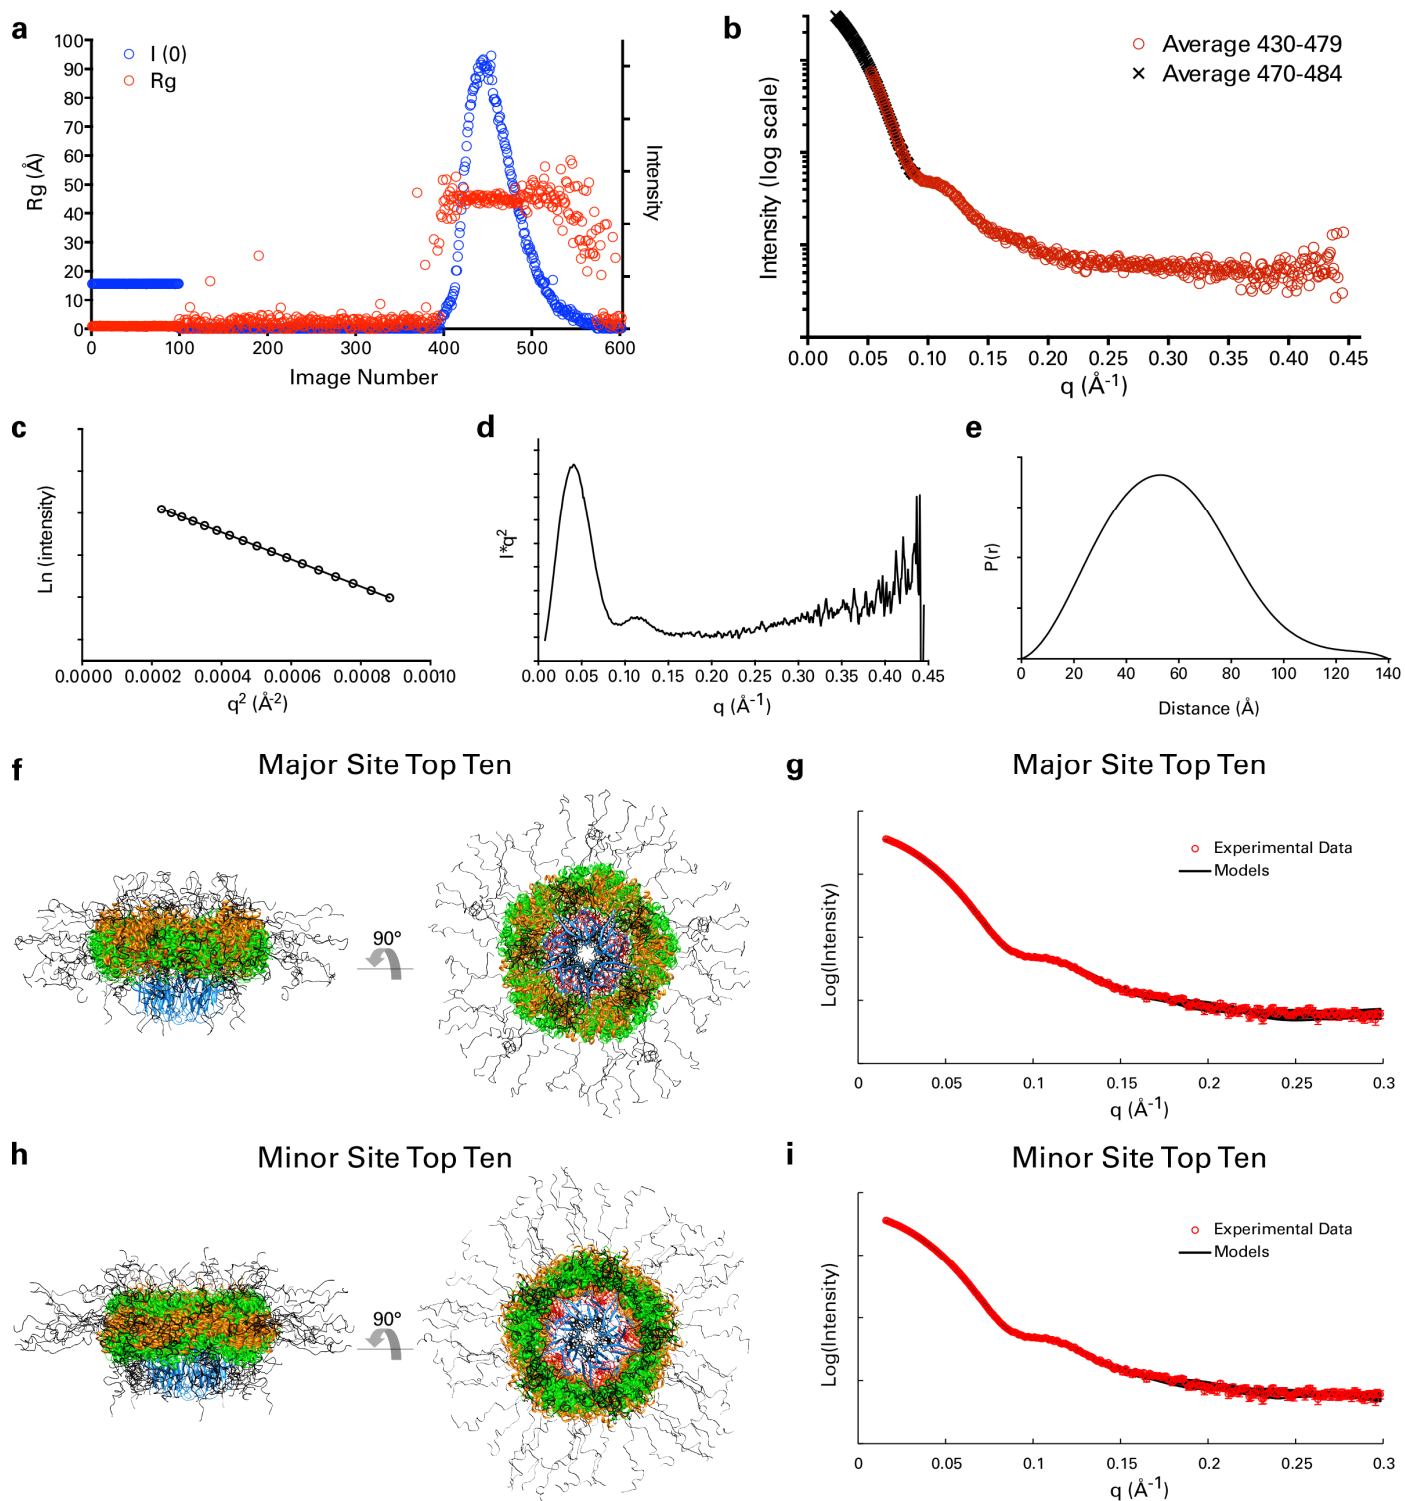 a
100
90
80
70
60
50
40
30
20
10
0
Rg (Å)
I (0)
Rg
Intensity
0
100
200
300
400
500
600
Image Number
b
Intensity (log scale)
Average 430-479
Average 470-484
0.00
0.05
0.10
0.15
0.20
0.25
0.30
0.35
0.40
0.45
q (Å-1)
c
Ln (intensity)
0.0000
0.0002
0.0004
0.0006
0.0008
0.0010
q2 (Å-2)
d
I*q2
0.00
0.05
0.10
0.15
0.20
0.25
0.30
0.35
0.40
0.45
q (Å-1)
e
P(r)
0
20
40
60
80
100
120
140
Distance (Å)
f
Major Site Top Ten
90°
g
Major Site Top Ten
Log(Intensity)
Experimental Data
Models
0
0.05
0.1
0.15
0.2
0.25
0.3
q (Å-1)
h
Minor Site Top Ten
90°
i
Minor Site Top Ten
Log(Intensity)
Experimental Data
Models
0
0.05
0.1
0.15
0.2
0.25
0.3
q (Å-1)